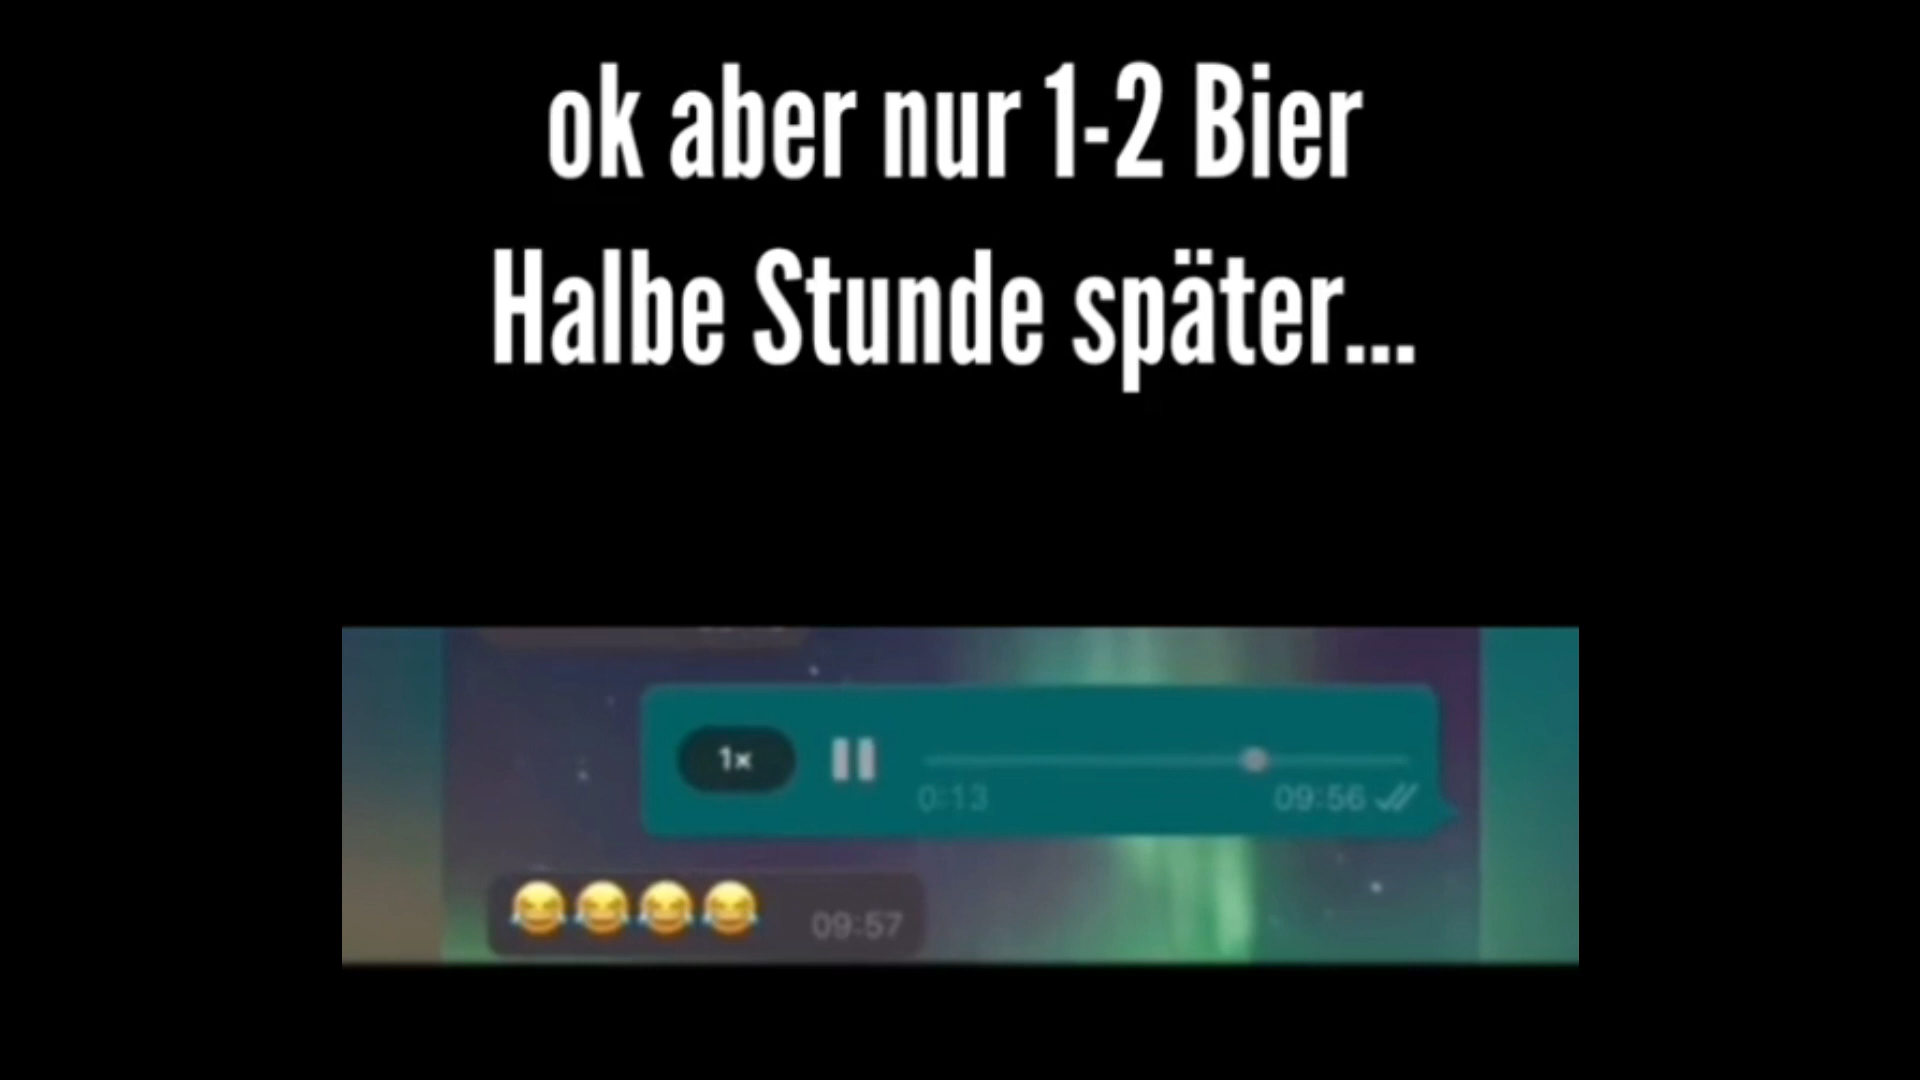 ok aber nur 1-2 Bier
Halbe Stunde später...
1x
0:13 09:56
😂😂😂😂 09:57